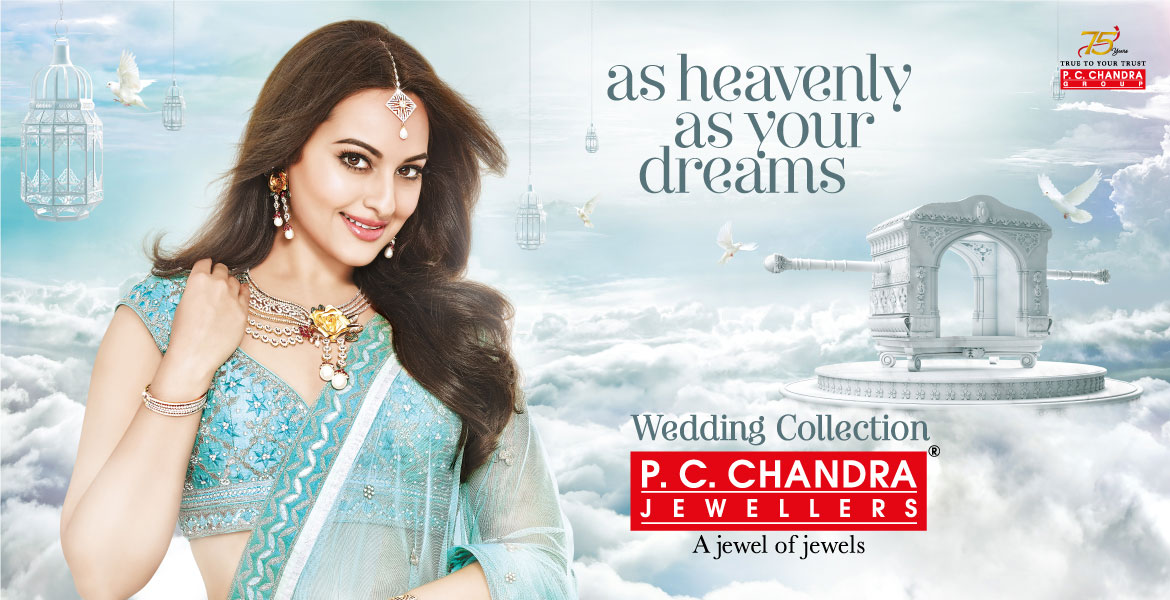 as heavenly
as your
dreams
75 Years
TRUE TO YOUR TRUST
P. C. CHANDRA
GROUP
Wedding Collection
P. C. CHANDRA®
JEWELLERS
A jewel of jewels